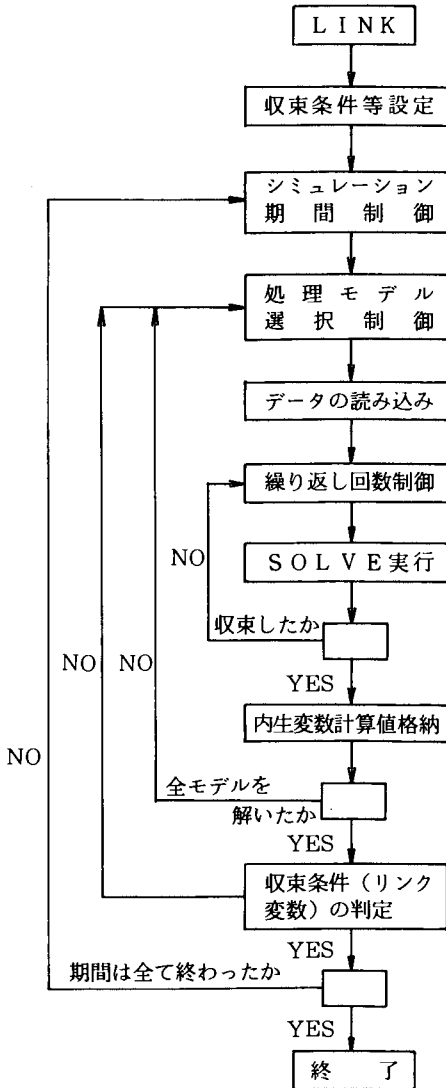 LINK
収束条件等設定
シミュレーション
期間制御
処理モデル
選択制御
データの読み込み
繰り返し回数制御
NO
SOLVE実行
収束したか
YES
NO
NO
内生変数計算値格納
NO
全モデルを
解いたか
YES
収束条件（リンク
変数）の判定
YES
期間は全て終わったか
YES
終了